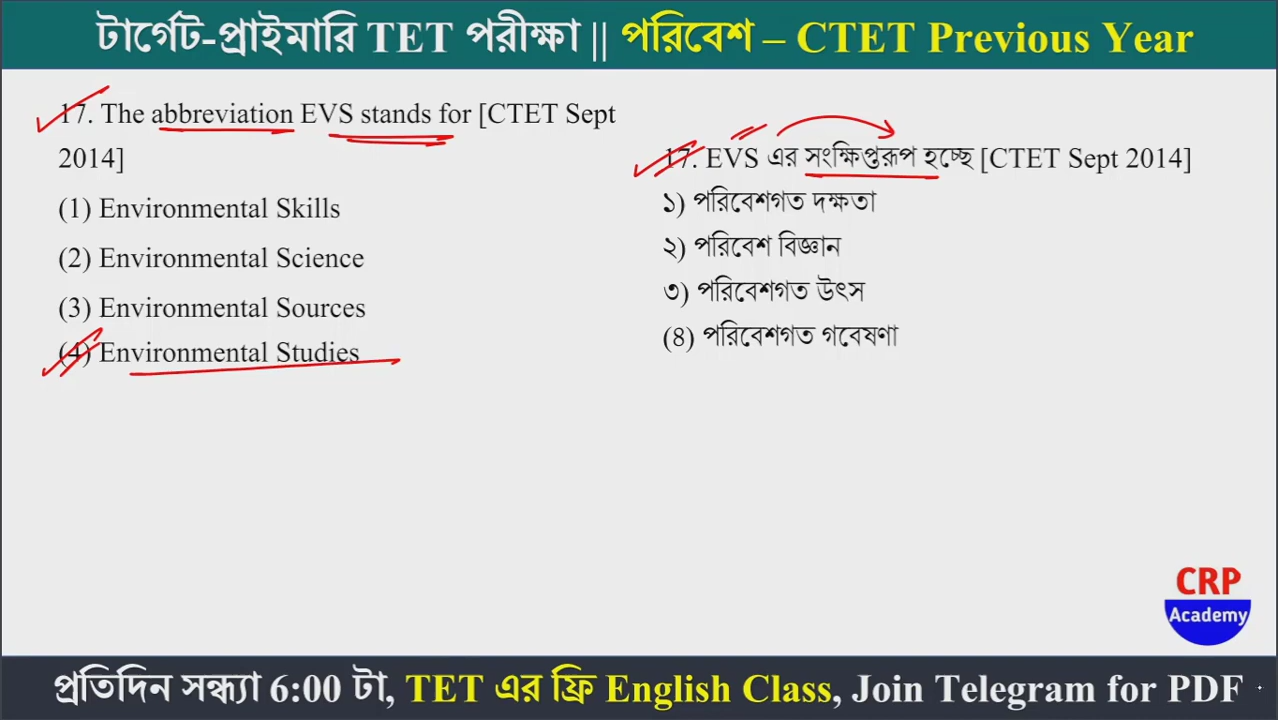 টার্গেট-প্রাইমারি TET পরীক্ষা || পরিবেশ – CTET Previous Year
17. The abbreviation EVS stands for [CTET Sept
2014]
(1) Environmental Skills
(2) Environmental Science
(3) Environmental Sources
(4) Environmental Studies
17. EVS এর সংক্ষিপ্তরূপ হচ্ছে [CTET Sept 2014]
১) পরিবেশগত দক্ষতা
২) পরিবেশ বিজ্ঞান
৩) পরিবেশগত উৎস
(8) পরিবেশগত গবেষণা
CRP
Academy
প্রতিদিন সন্ধ্যা 6:00 টা, TET এর ফ্রি English Class, Join Telegram for PDF